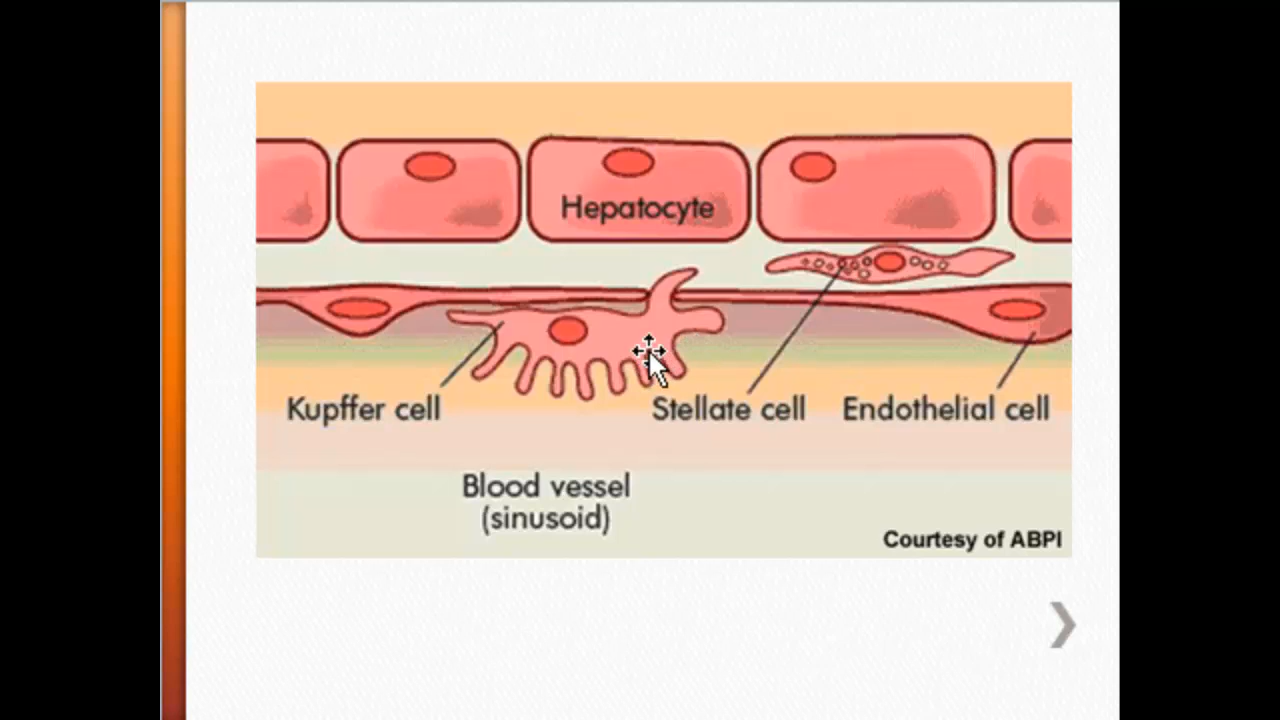 Hepatocyte
Kupffer cell
Stellate cell
Endothelial cell
Blood vessel
(sinusoid)
Courtesy of ABPI